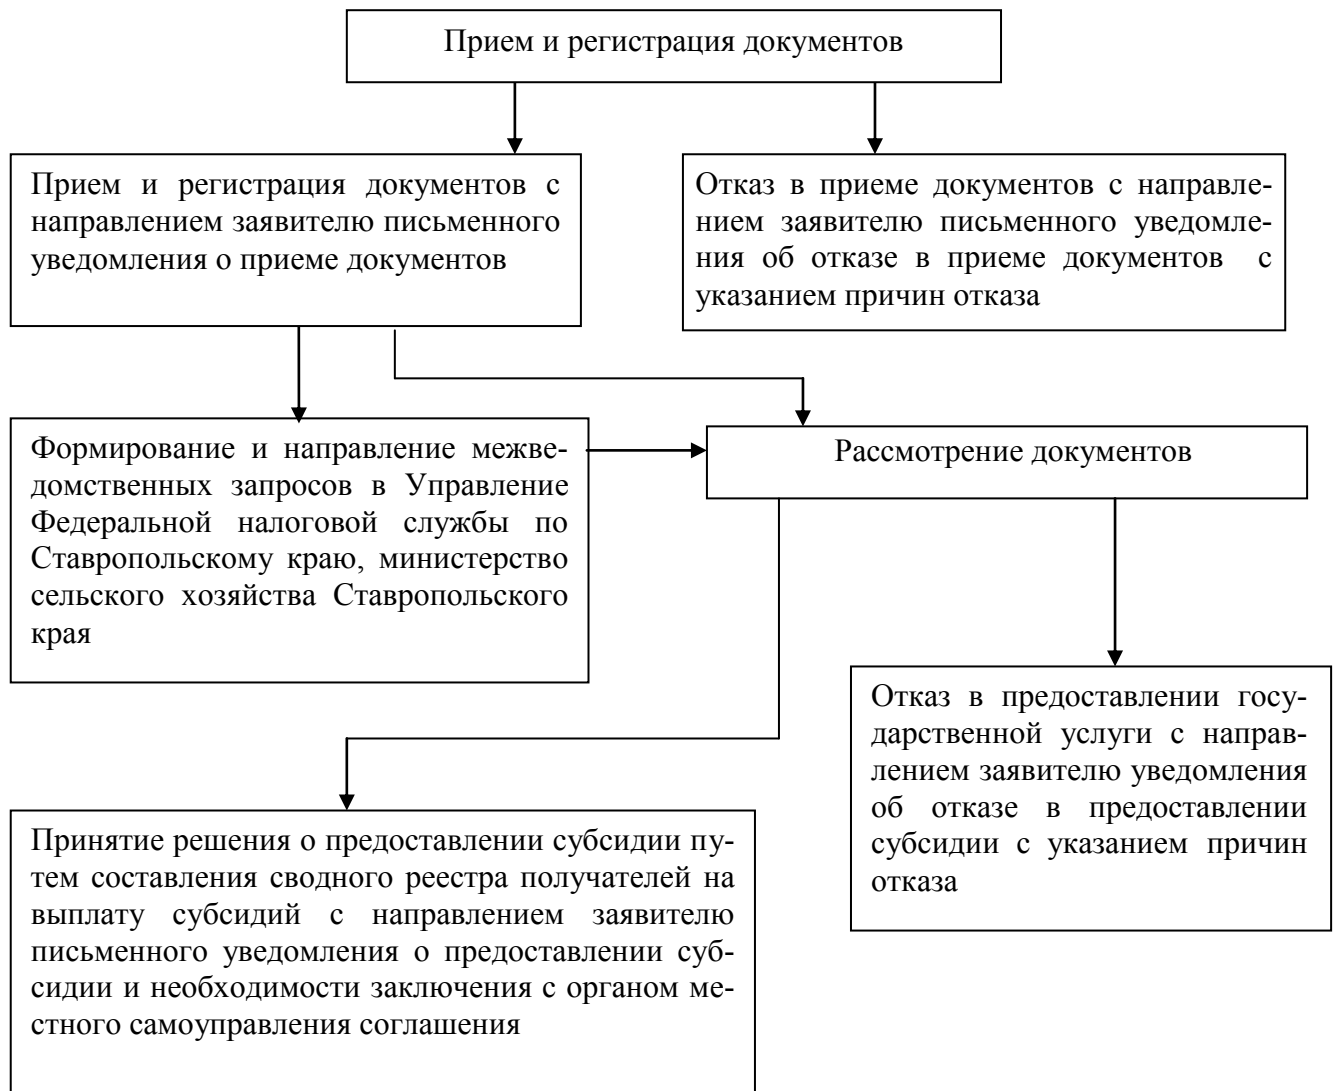 Прием и регистрация документов
Прием и регистрация документов с
направлением заявителю письменного
уведомления о приеме документов
Отказ в приеме документов с направле-
нием заявителю письменного уведомле-
ния об отказе в приеме документов с
указанием причин отказа
Формирование и направление межве-
домственных запросов в Управление
Федеральной налоговой службы по
Ставропольскому краю, министерство
сельского хозяйства Ставропольского
края
Рассмотрение документов
Отказ в предоставлении госу-
дарственной услуги с направ-
лением заявителю уведомления
об отказе в предоставлении
субсидии с указанием причин
отказа
Принятие решения о предоставлении субсидии пу-
тем составления сводного реестра получателей на
выплату субсидий с направлением заявителю
письменного уведомления о предоставлении суб-
сидии и необходимости заключения с органом ме-
стного самоуправления соглашения